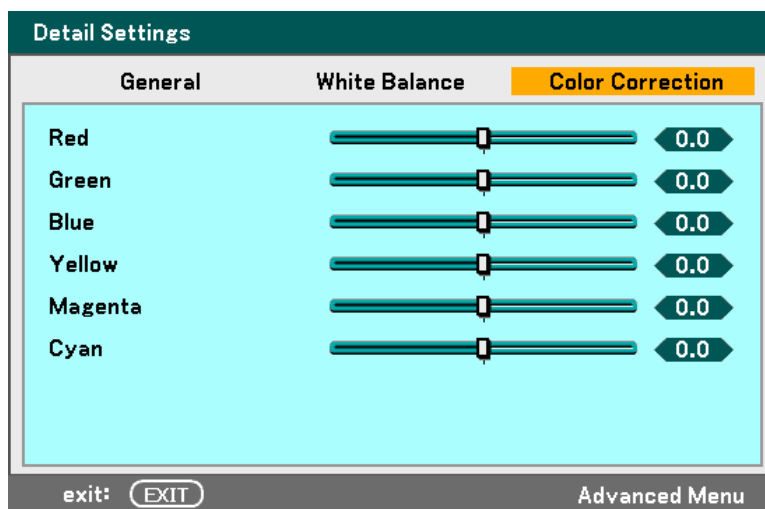 Detail Settings
General White Balance Color Correction
Red 0.0
Green 0.0
Blue 0.0
Yellow 0.0
Magenta 0.0
Cyan 0.0
exit: EXIT Advanced Menu